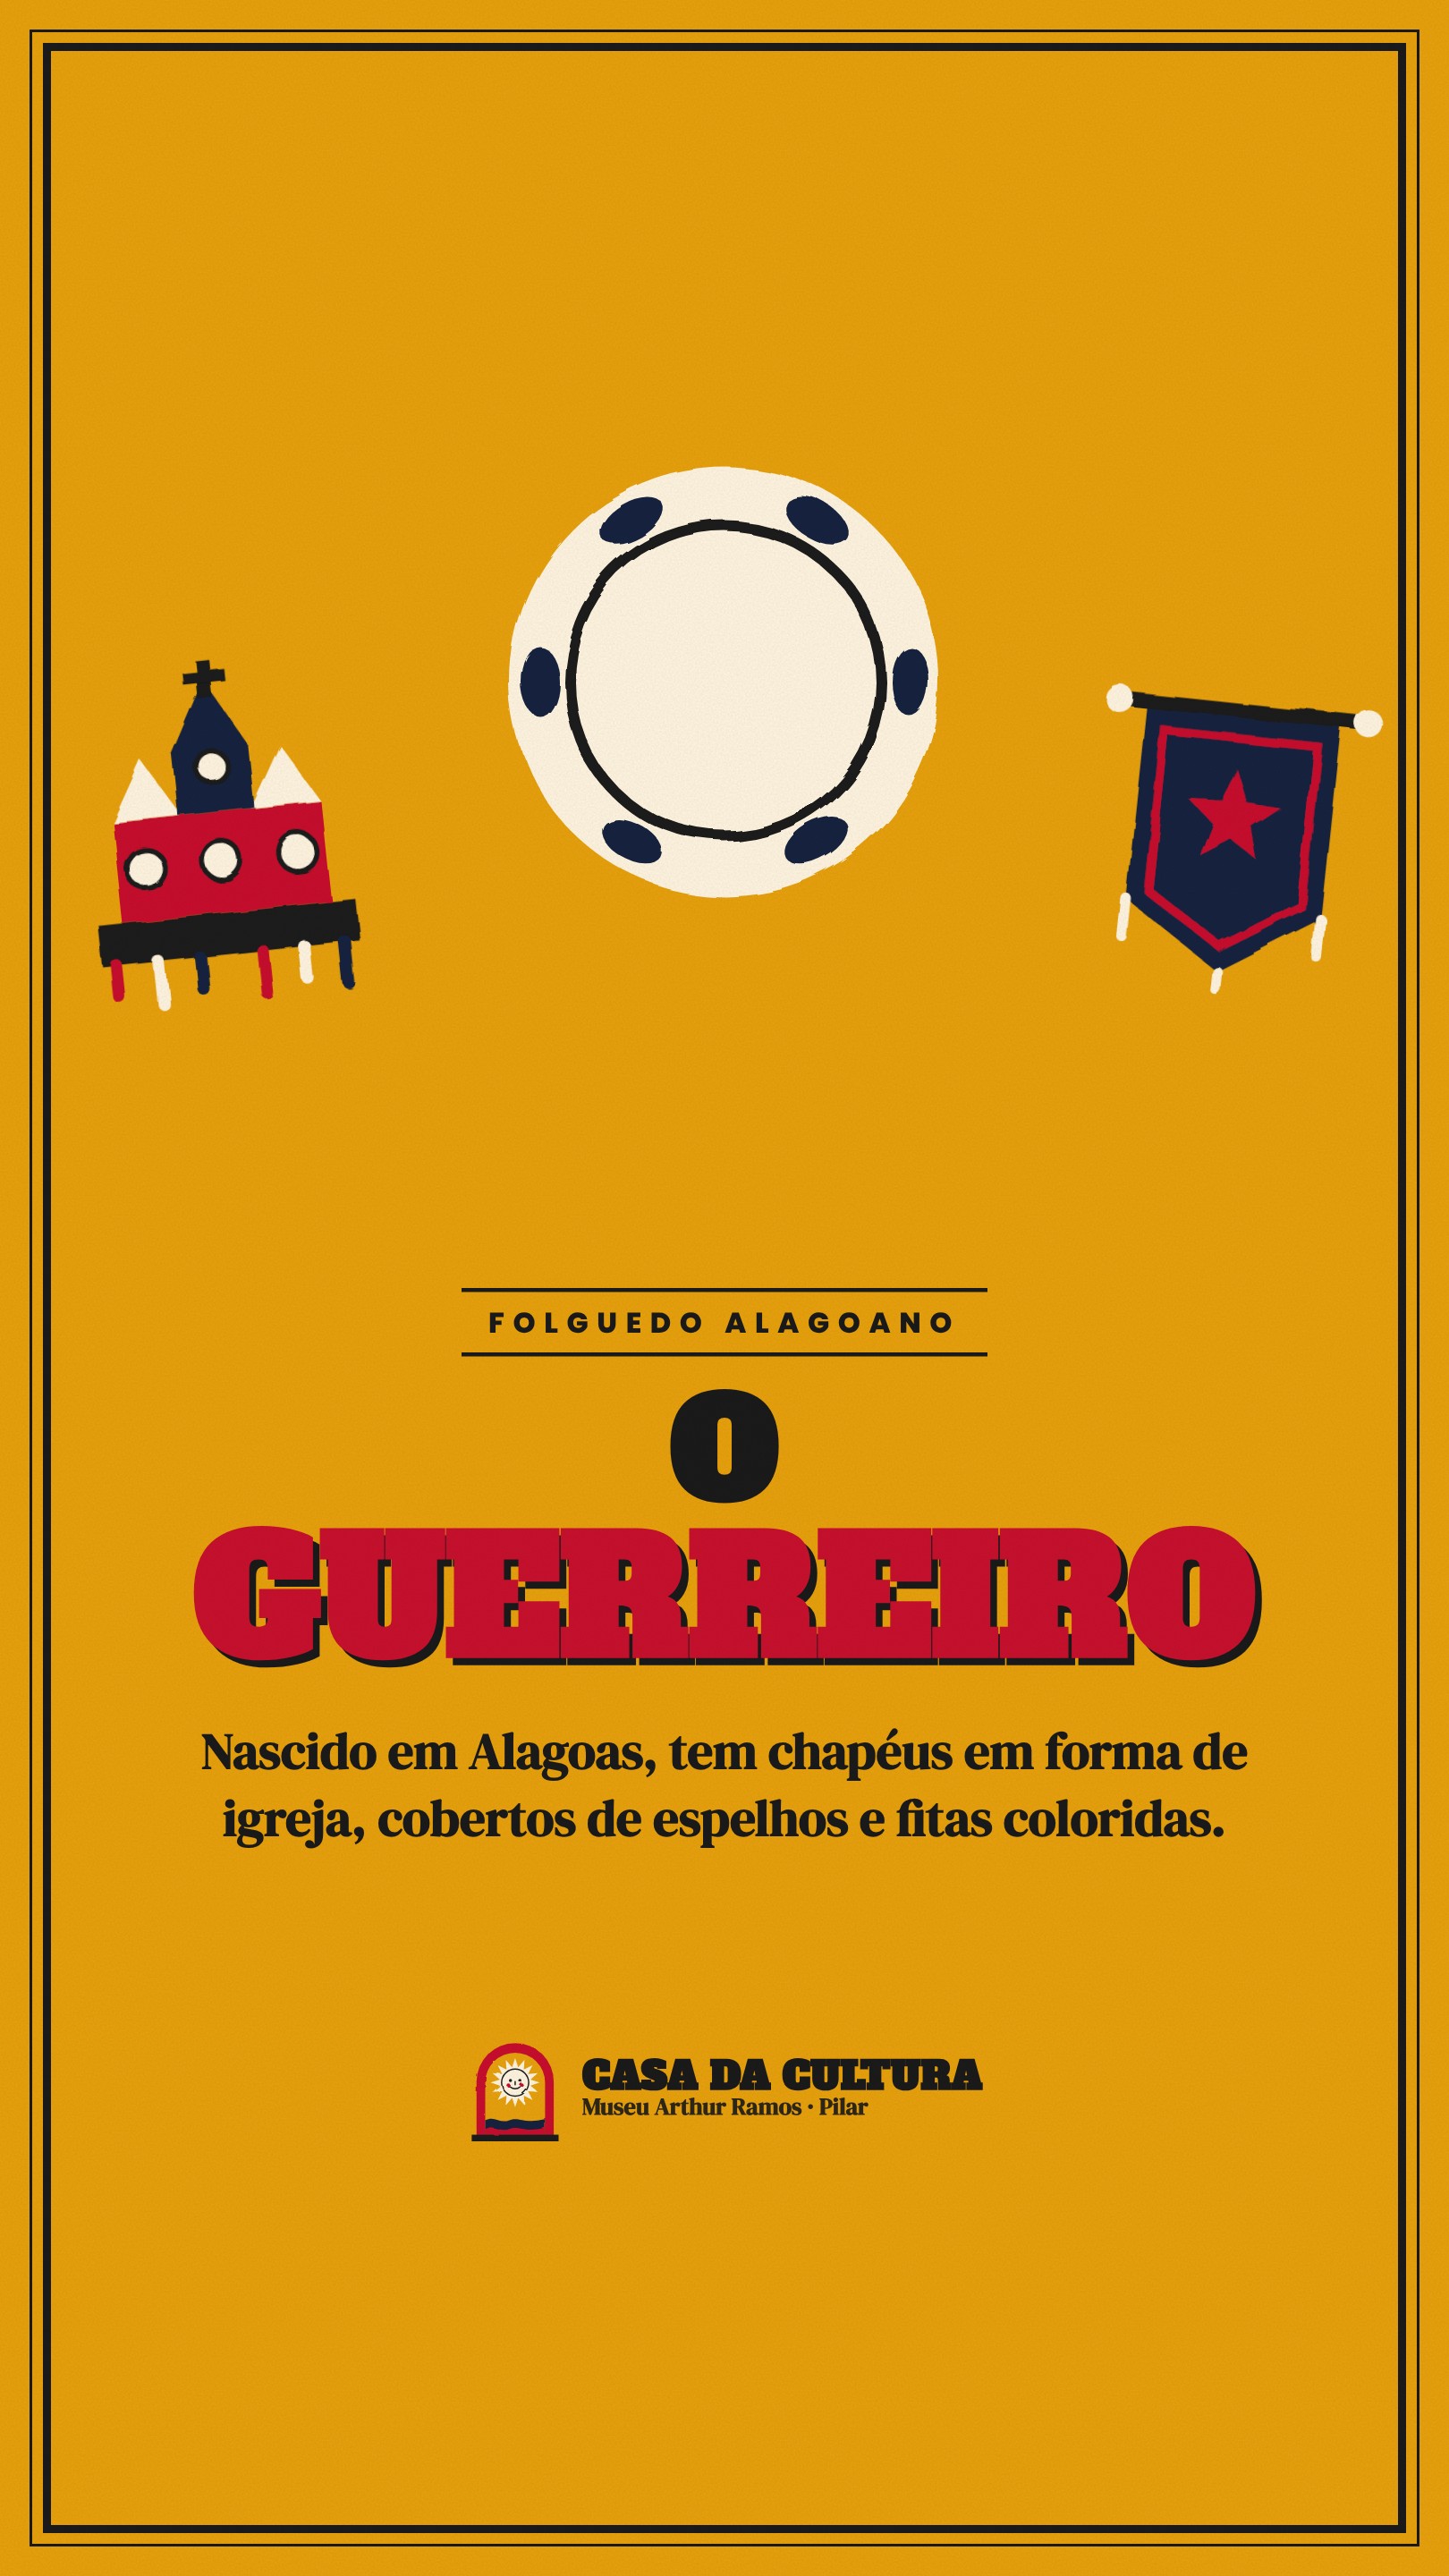 FOLGUEDO ALAGOANO
O
GUERREIRO
Nascido em Alagoas, tem chapéus em forma de
igreja, cobertos de espelhos e fitas coloridas.
CASA DA CULTURA
Museu Arthur Ramos • Pilar